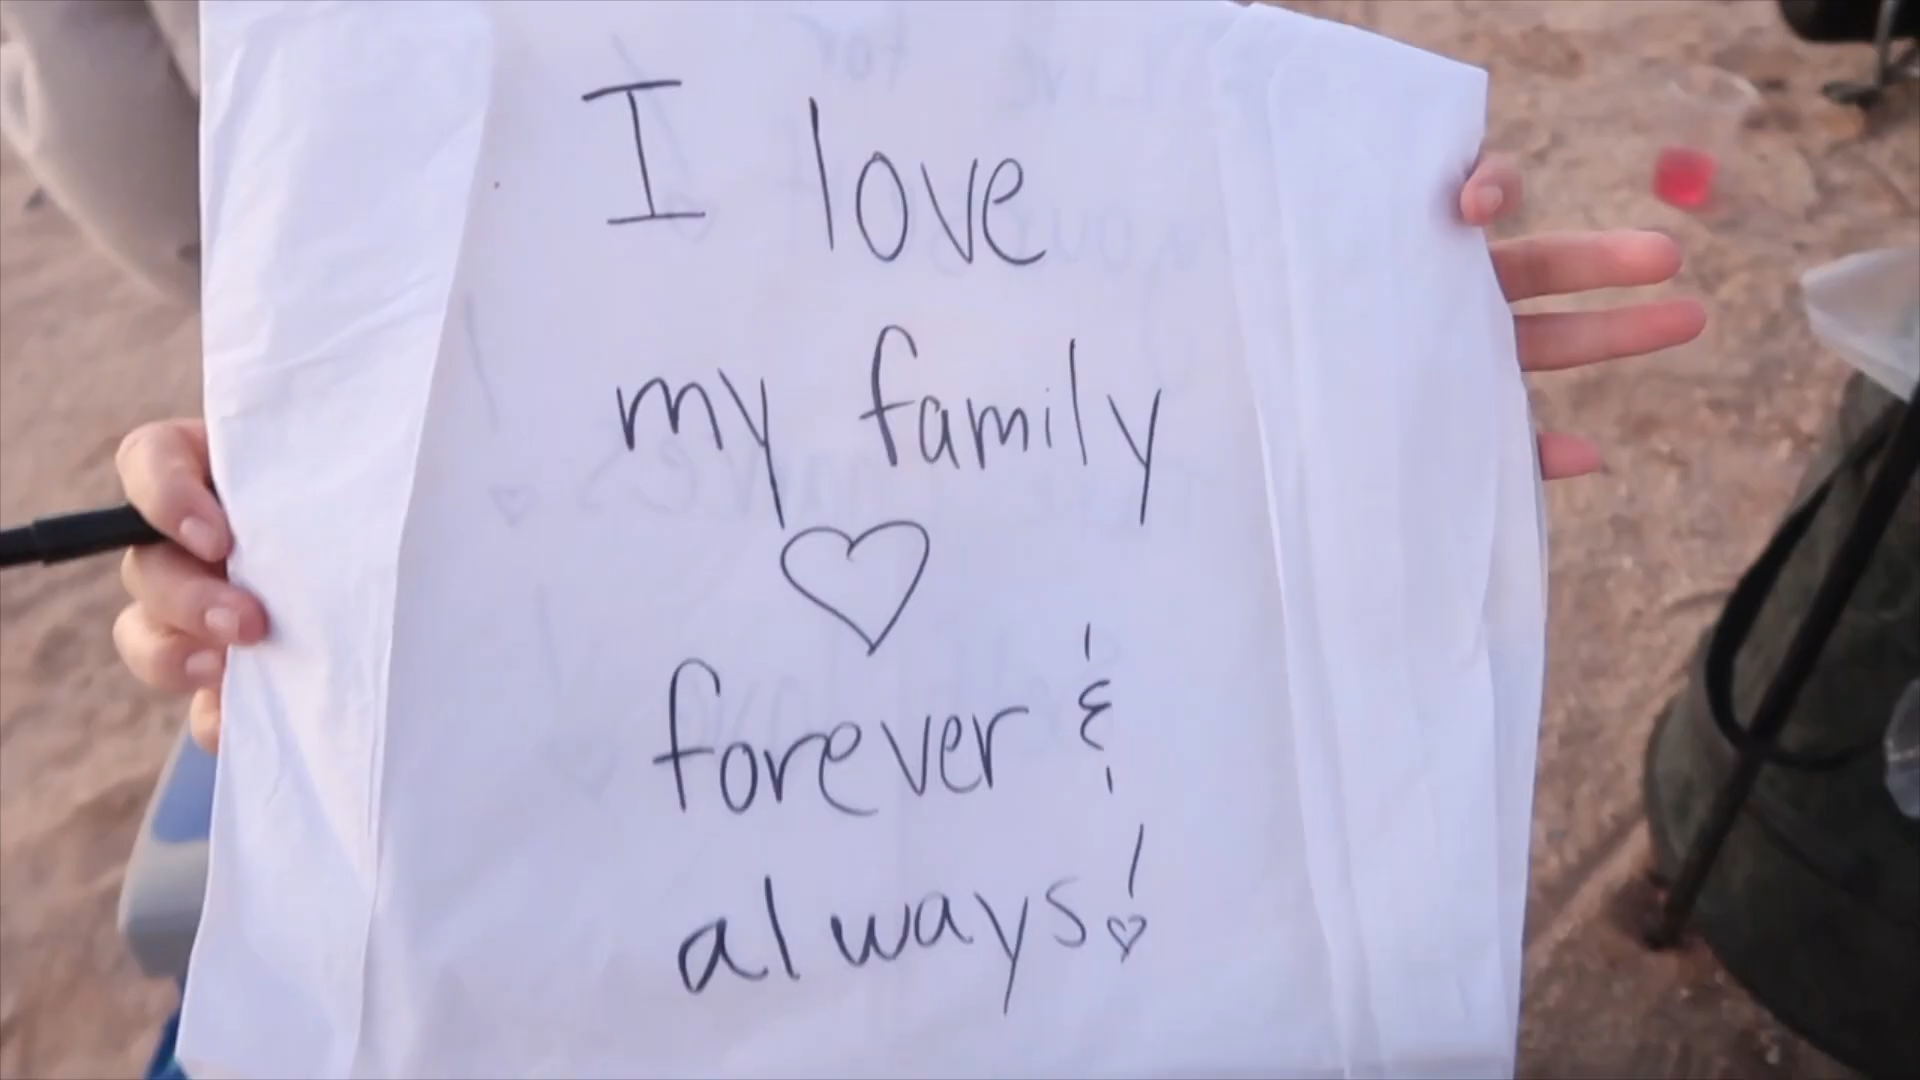 I love
my family
♡
forever &
always!